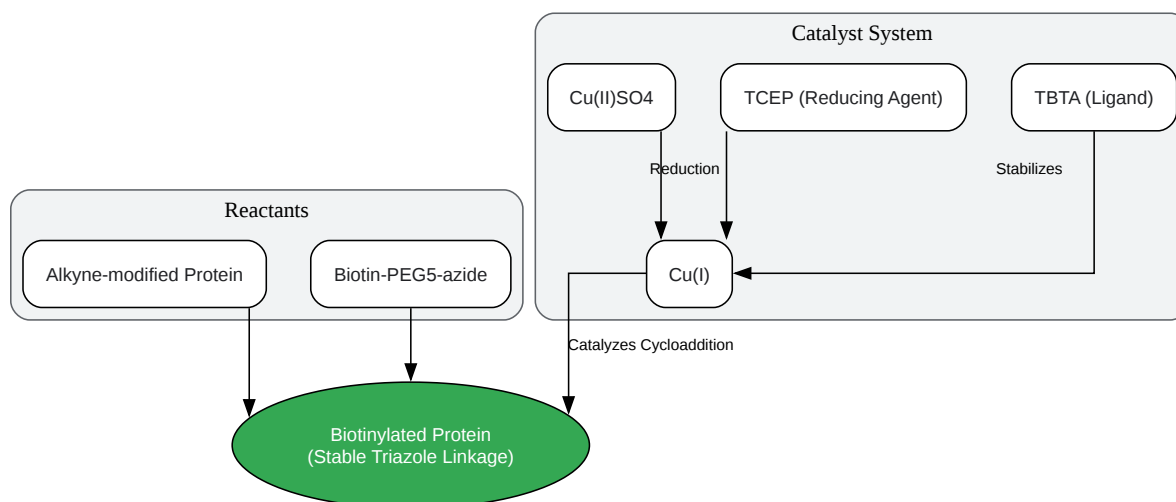 Catalyst System
Cu(II)SO4
TCEP (Reducing Agent)
TBTA (Ligand)
Reduction
Stabilizes
Reactants
Alkyne-modified Protein
Biotin-PEG5-azide
Cu(I)
Catalyzes Cycloaddition
Biotinylated Protein
(Stable Triazole Linkage)